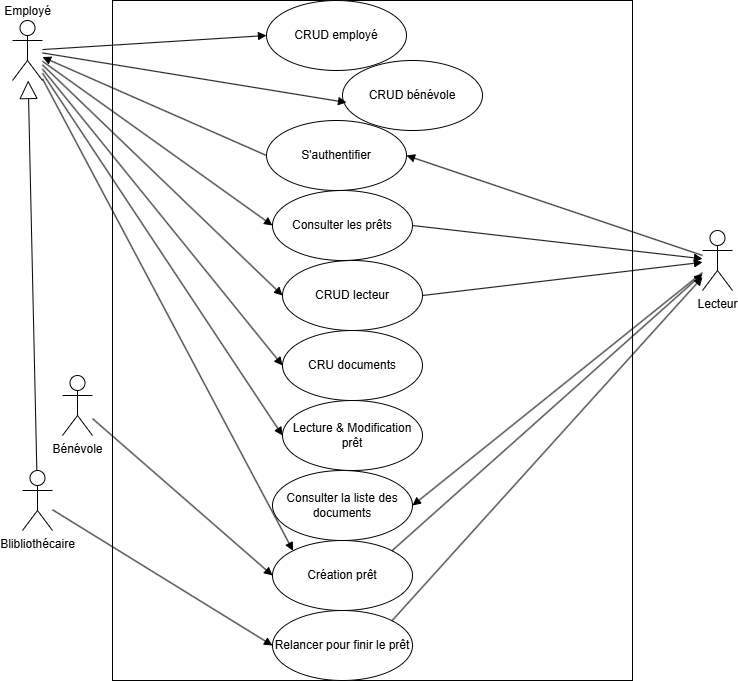 Employé
CRUD employé
CRUD bénévole
S'authentifier
Consulter les prêts
CRUD lecteur
Lecteur
CRU documents
Lecture & Modification
prêt
Bénévole
Consulter la liste des
documents
Blibliothécaire
Création prêt
Relancer pour finir le prêt